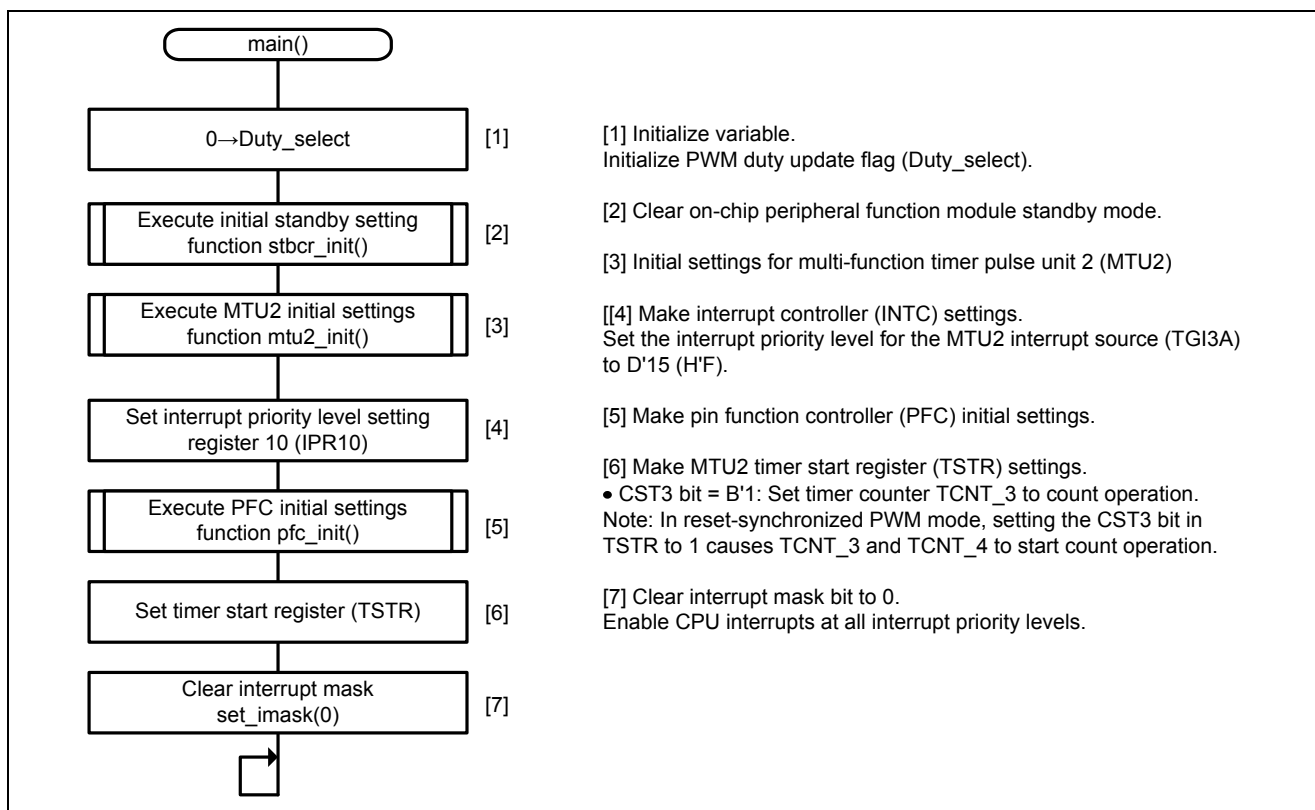 main()
0→Duty_select
[1]
Execute initial standby setting
function stbcr_init()
[2]
Execute MTU2 initial settings
function mtu2_init()
[3]
Set interrupt priority level setting
register 10 (IPR10)
[4]
Execute PFC initial settings
function pfc_init()
[5]
Set timer start register (TSTR)
[6]
Clear interrupt mask
set_imask(0)
[7]
[1] Initialize variable.
Initialize PWM duty update flag (Duty_select).
[2] Clear on-chip peripheral function module standby mode.
[3] Initial settings for multi-function timer pulse unit 2 (MTU2)
[[4] Make interrupt controller (INTC) settings.
Set the interrupt priority level for the MTU2 interrupt source (TGI3A)
to D'15 (H'F).
[5] Make pin function controller (PFC) initial settings.
[6] Make MTU2 timer start register (TSTR) settings.
• CST3 bit = B'1: Set timer counter TCNT_3 to count operation.
Note: In reset-synchronized PWM mode, setting the CST3 bit in
TSTR to 1 causes TCNT_3 and TCNT_4 to start count operation.
[7] Clear interrupt mask bit to 0.
Enable CPU interrupts at all interrupt priority levels.